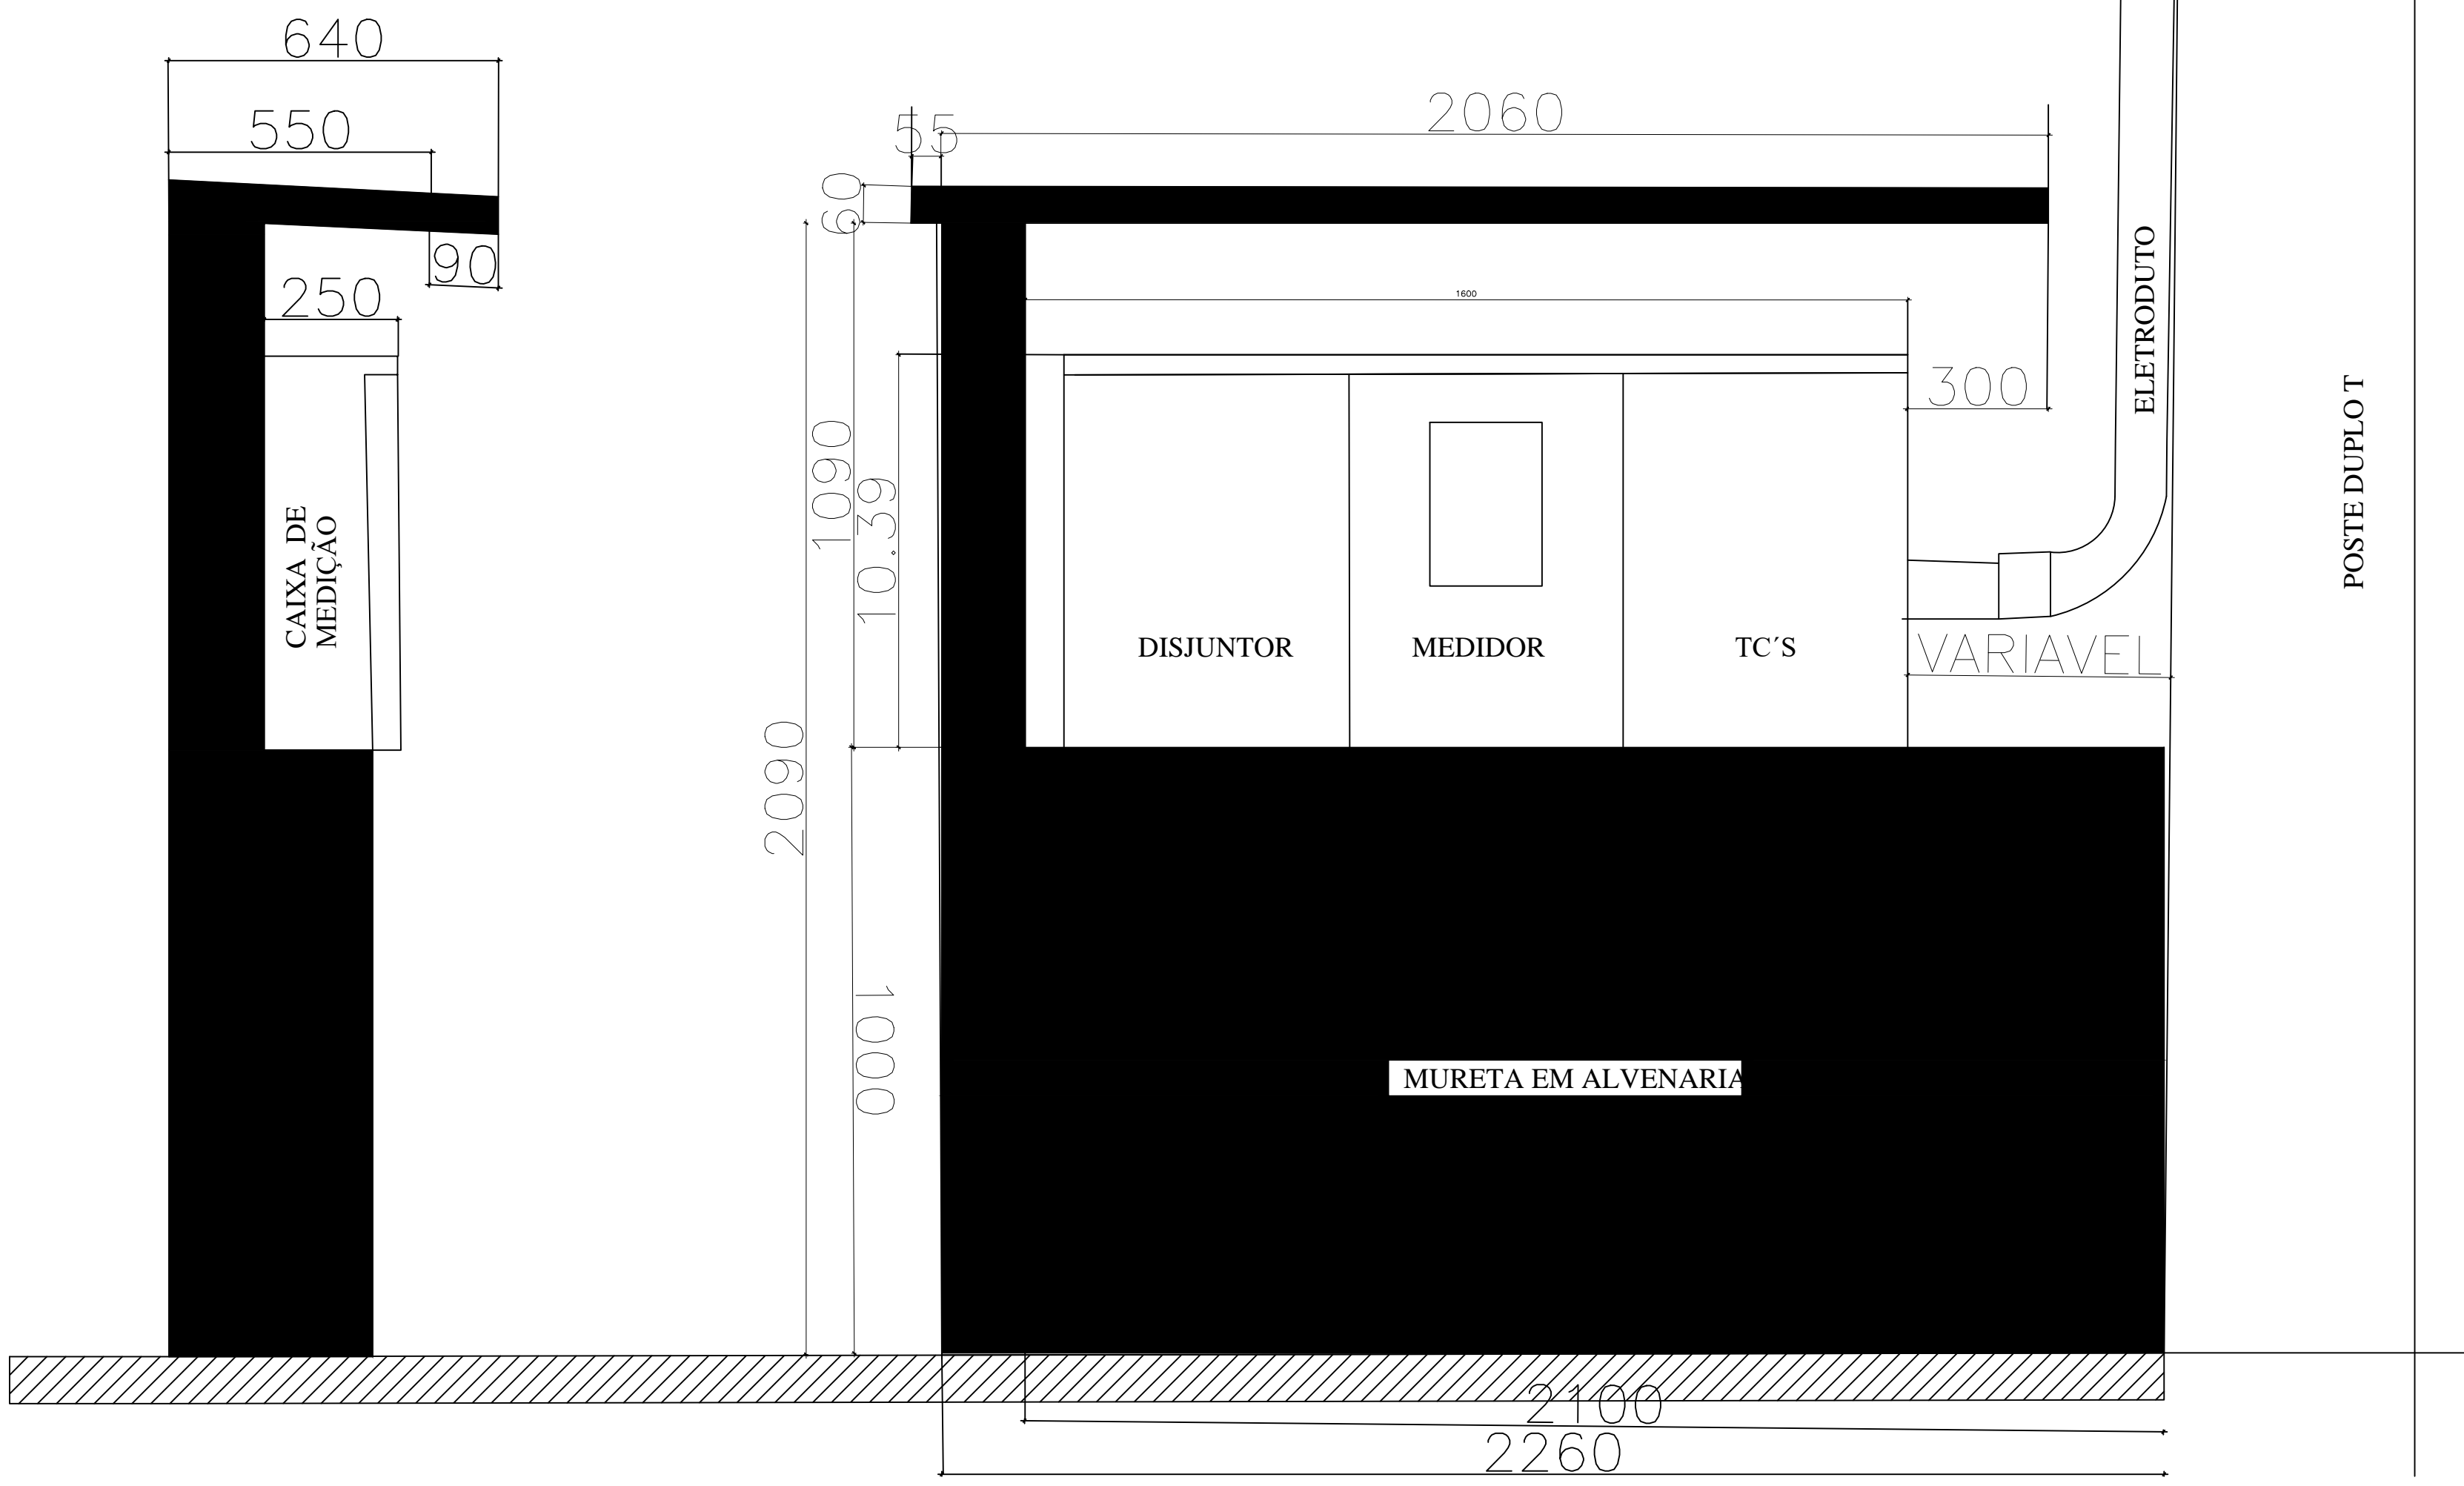 640
550
90
250
CAIXA DE
MEDIÇÃO
55
2060
60
1600
300
1090
10.39
2090
1000
DISJUNTOR
MEDIDOR
TC´S
VARIAVEL
ELETRODUTO
POSTE DUPLO T
MURETA EM ALVENARIA
2100
2260